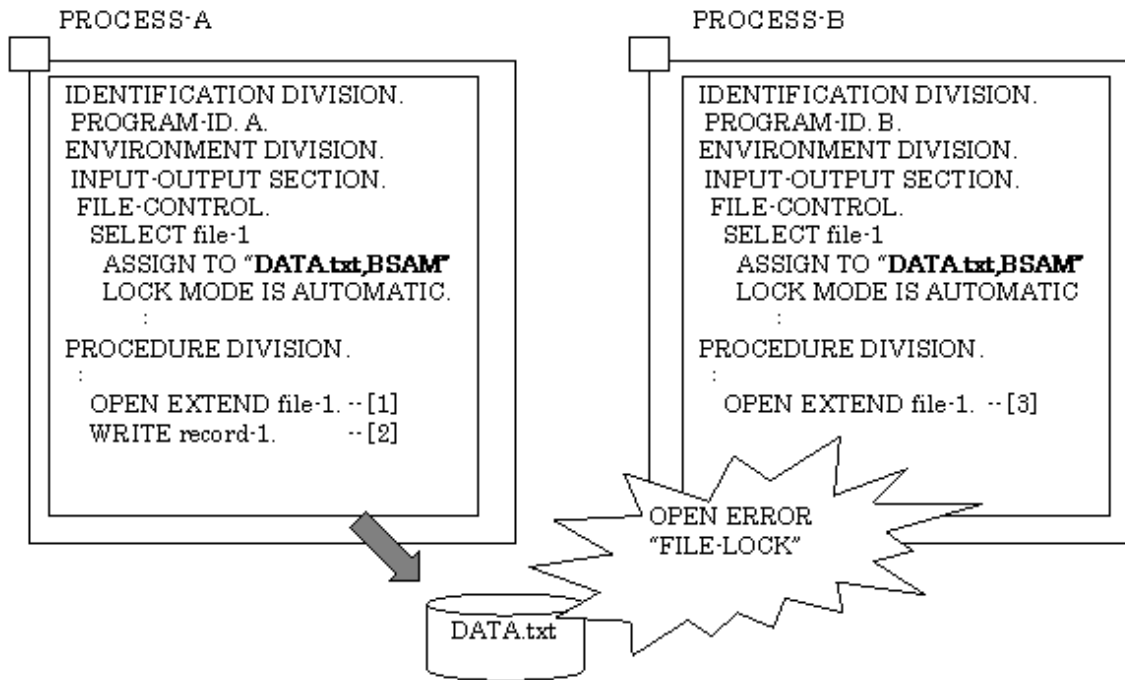 PROCESS-A
IDENTIFICATION DIVISION.
PROGRAM-ID. A.
ENVIRONMENT DIVISION.
INPUT-OUTPUT SECTION.
FILE-CONTROL.
SELECT file-1
ASSIGN TO “DATA.txt,BSAM”
LOCK MODE IS AUTOMATIC.
:
PROCEDURE DIVISION.
:
OPEN EXTEND file-1. --[1]
WRITE record-1. --[2]
PROCESS-B
IDENTIFICATION DIVISION.
PROGRAM-ID. B.
ENVIRONMENT DIVISION.
INPUT-OUTPUT SECTION.
FILE-CONTROL.
SELECT file-1
ASSIGN TO “DATA.txt,BSAM”
LOCK MODE IS AUTOMATIC
:
PROCEDURE DIVISION.
:
OPEN EXTEND file-1. --[3]
OPEN ERROR
“FILE-LOCK”
DATA.txt